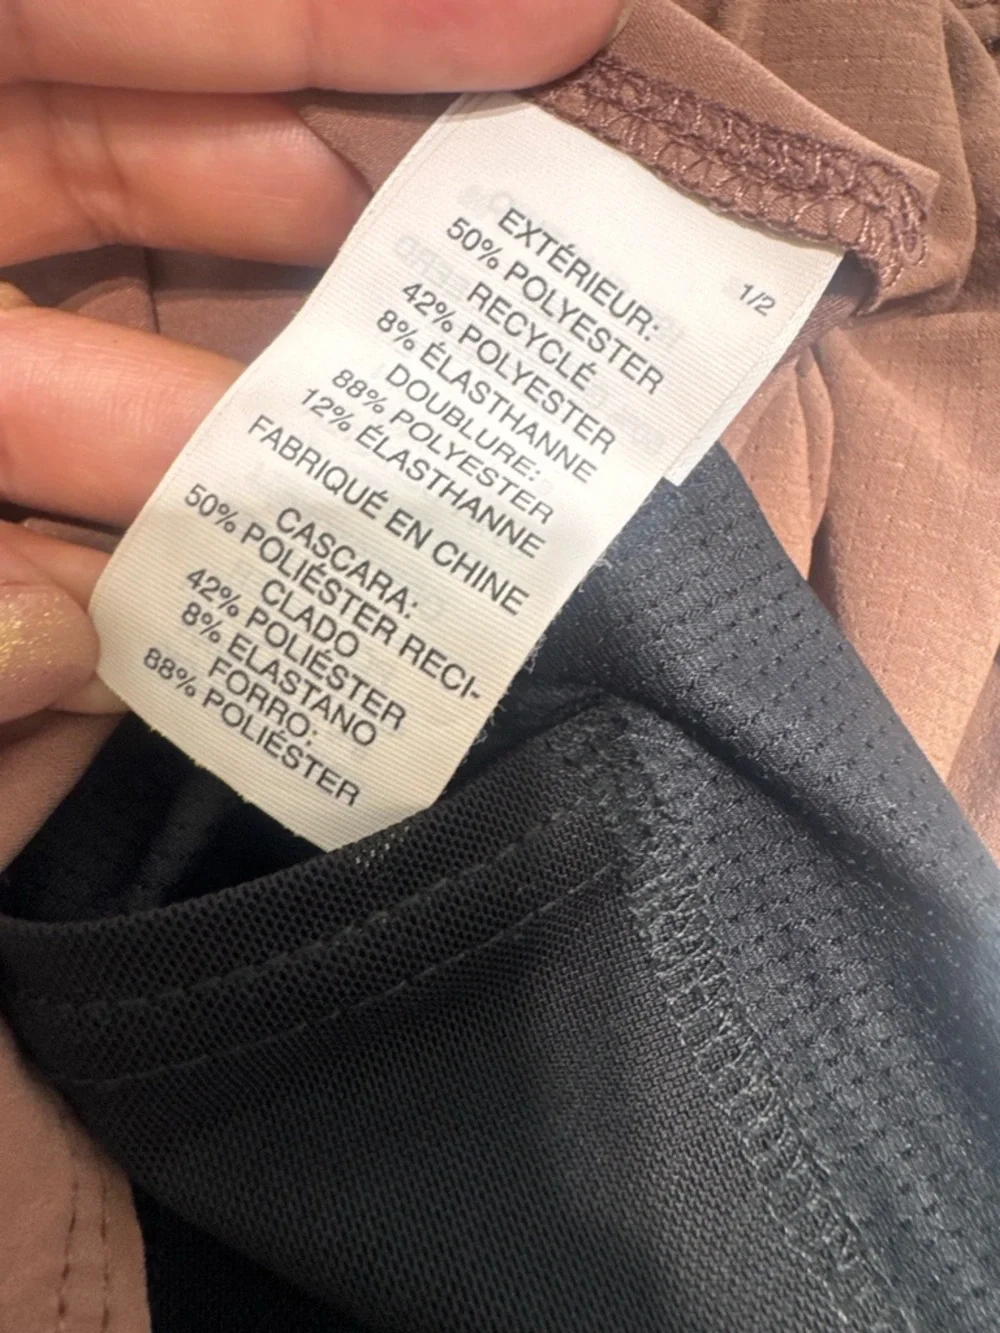 1/2
EXTÉRIEUR:
50% POLYESTER
RECYCLÉ
42% POLYESTER
8% ÉLASTHANNE
DOUBLURE:
88% POLYESTER
12% ÉLASTHANNE
FABRIQUÉ EN CHINE
CASCARA:
50% POLIÉSTER RECI-
CLADO
42% POLIÉSTER
8% ELASTANO
FORRO:
88% POLIÉSTER